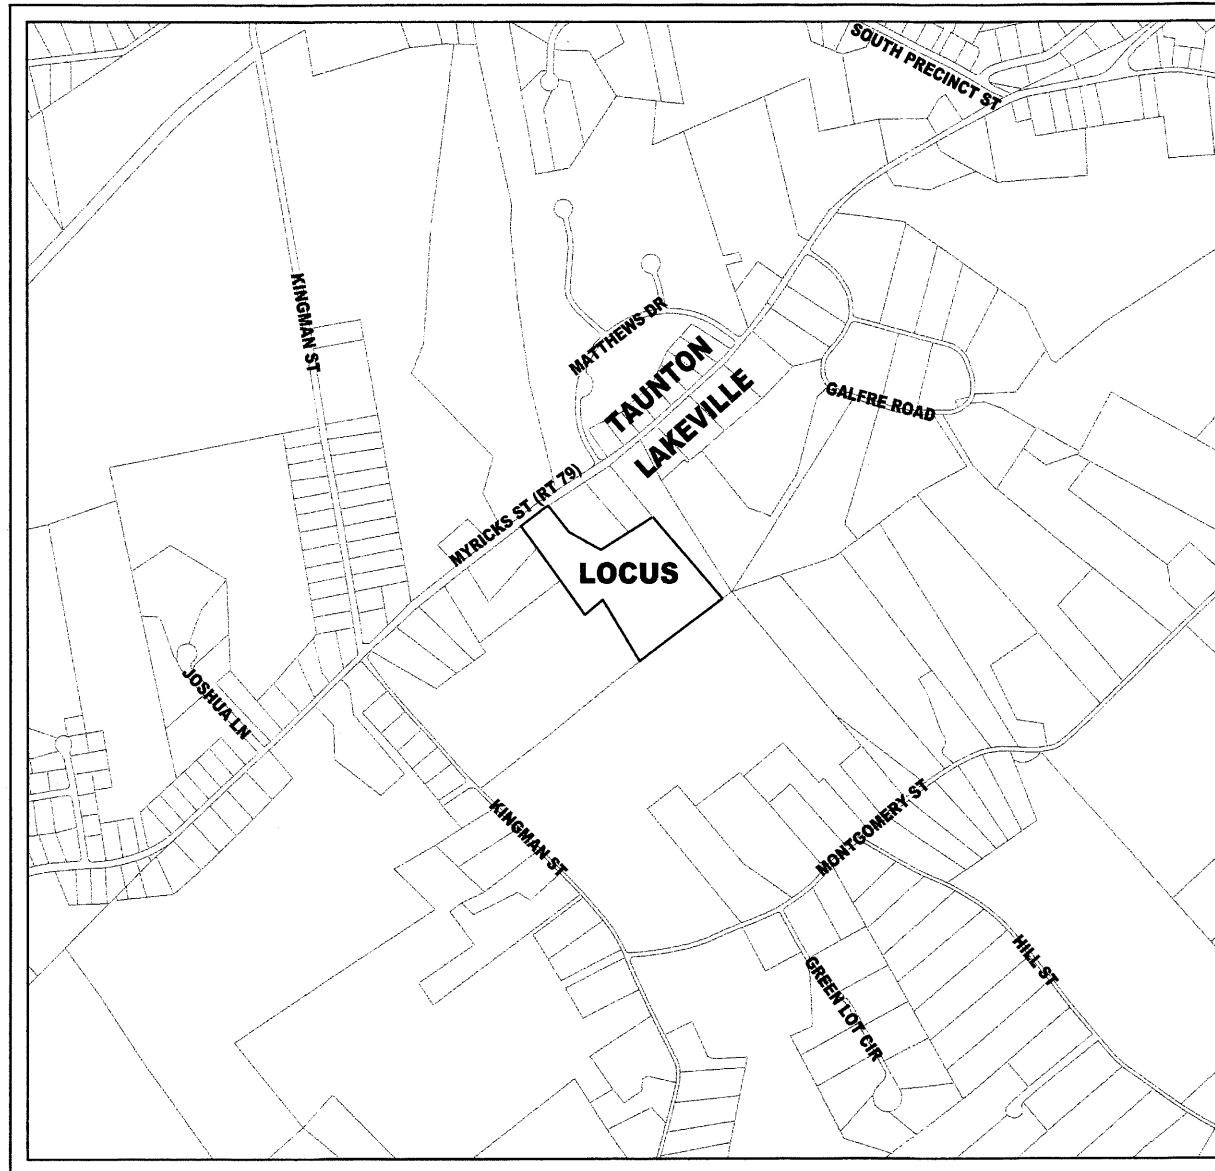 SOUTH PRECINCT ST
KINGMAN ST
MATTHEWS DR
TAUNTON
LAKEVILLE
GALFRE ROAD
MYRICKS ST (RT 79)
LOCUS
JOSHUA LN
KINGMAN ST
MONTGOMERY ST
HILL ST
GREEN LOT CIR